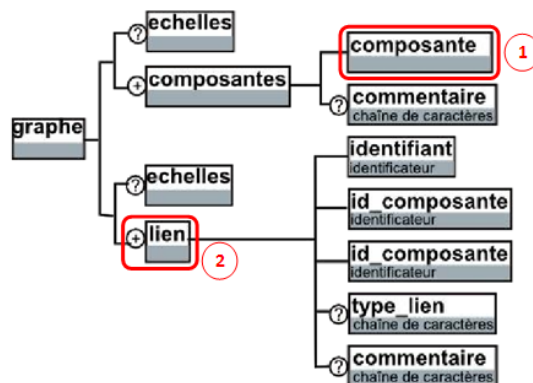 ? echelles
composante
1
+ composantes
? commentaire
chaîne de caractères
graphe
identifiant
identificateur
? echelles
id_composante
identificateur
+ lien
2
id_composante
identificateur
? type_lien
chaîne de caractères
? commentaire
chaîne de caractères